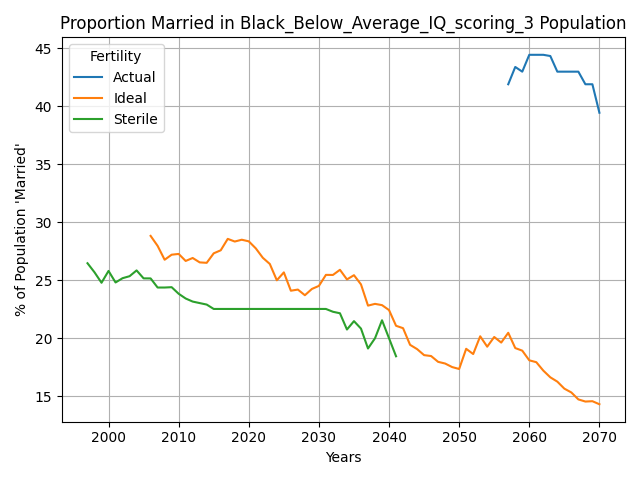 Proportion Married in Black_Below_Average_IQ_scoring_3 Population
Fertility
Actual
Ideal
Sterile
% of Population 'Married'
45
40
35
30
25
20
15
2000 2010 2020 2030 2040 2050 2060 2070
Years